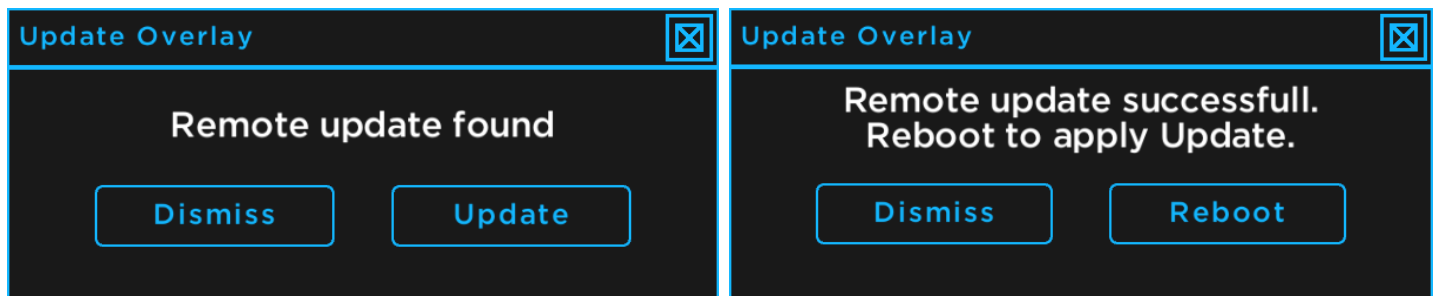 Update Overlay
Remote update found
Dismiss
Update
Update Overlay
Remote update successfull.
Reboot to apply Update.
Dismiss
Reboot